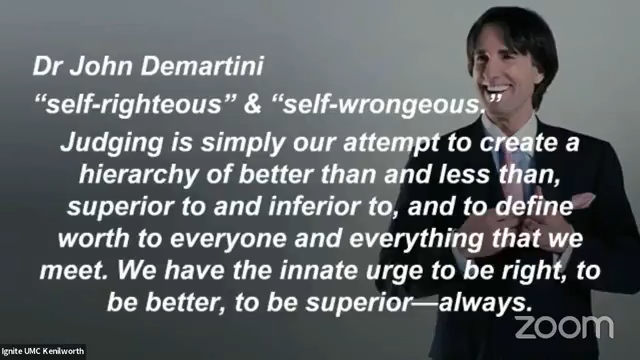 Dr John Demartini
“self-righteous” & “self-wrongeous.”
Judging is simply our attempt to create a
hierarchy of better than and less than,
superior to and inferior to, and to define
worth to everyone and everything that we
meet. We have the innate urge to be right, to
be better, to be superior—always.
zoom
Ignite UMC Kenilworth